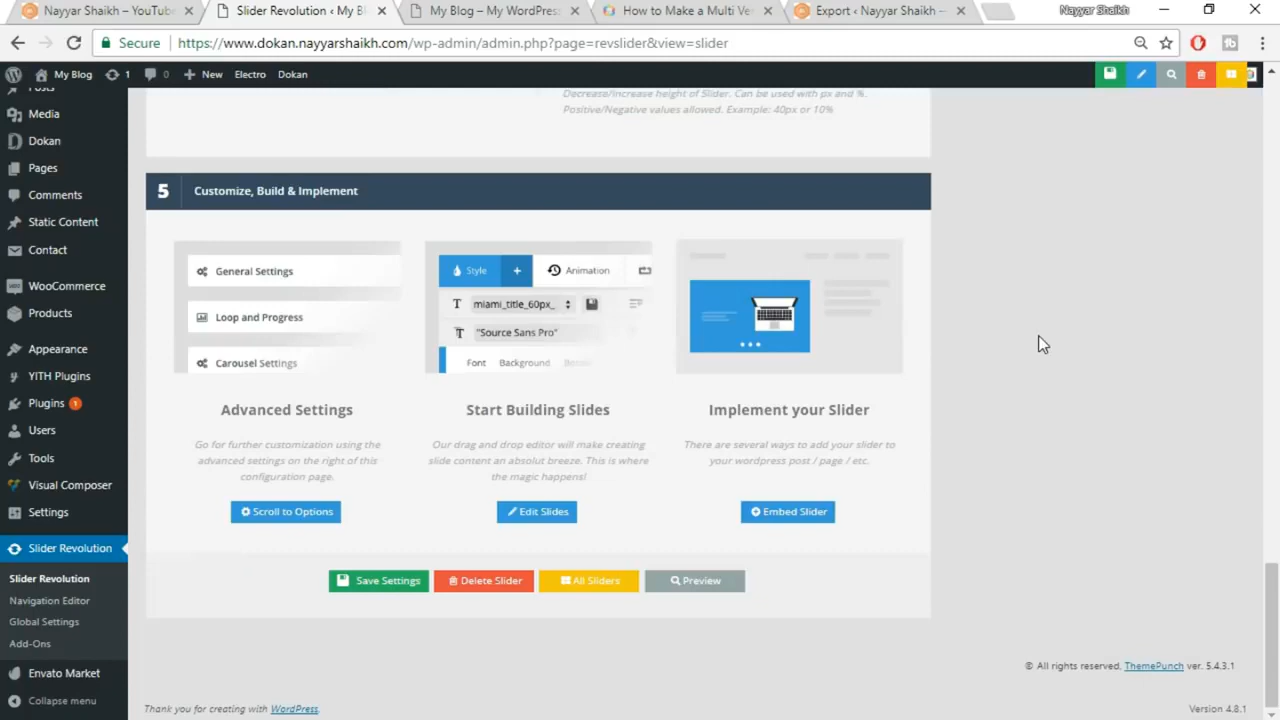 Nayyar Shaikh – YouTube
Slider Revolution ‹ My Bl
My Blog – My WordPress
How to Make a Multi Ve
Export ‹ Nayyar Shaikh —
Nayyar Shaikh
Secure
https://www.dokan.nayyarshaikh.com/wp-admin/admin.php?page=revslider&view=slider
My Blog
1
0
New
Electro
Dokan
Posts
Media
Dokan
Pages
Comments
Static Content
Contact
WooCommerce
Products
Appearance
YITH Plugins
Plugins 1
Users
Tools
Visual Composer
Settings
Slider Revolution
Slider Revolution
Navigation Editor
Global Settings
Add-Ons
Envato Market
Collapse menu
Decrease/Increase height of Slider. Can be used with px and %.
Positive/Negative values allowed. Example: 40px or 10%
5 Customize, Build & Implement
General Settings
Loop and Progress
Carousel Settings
Style + Animation
T miami_title_60px_
T "Source Sans Pro"
Font Background
Advanced Settings
Go for further customization using the
advanced settings on the right of this
configuration page.
Scroll to Options
Start Building Slides
Our drag and drop editor will make creating
slide content an absolut breeze. This is where
the magic happens!
Edit Slides
Implement your Slider
There are several ways to add your slider to
your wordpress post / page / etc.
Embed Slider
Save Settings
Delete Slider
All Sliders
Preview
© All rights reserved, ThemePunch ver. 5.4.3.1
Thank you for creating with WordPress.
Version 4.8.1